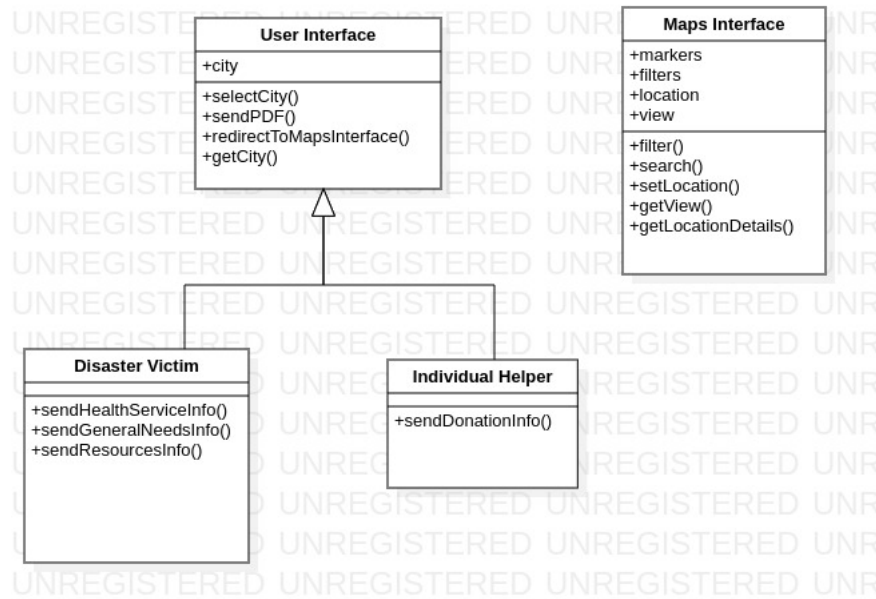 User Interface
+city
+selectCity()
+sendPDF()
+redirectToMapsInterface()
+getCity()
Maps Interface
+markers
+filters
+location
+view
+filter()
+search()
+setLocation()
+getView()
+getLocationDetails()
Disaster Victim
+sendHealthServiceInfo()
+sendGeneralNeedsInfo()
+sendResourcesInfo()
Individual Helper
+sendDonationInfo()
UNREGISTERED